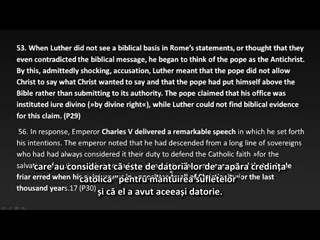 53. When Luther did not see a biblical basis in Rome's statements, or thought that they
even contradicted the biblical message, he began to think of the pope as the Antichrist.
By this, admittedly shocking, accusation, Luther meant that the pope did not allow
Christ to say what Christ wanted to say and that the pope had put himself above the
Bible rather than submitting to its authority. The pope claimed that his office was
instituted iure divino (»by divine right«), while Luther could not find biblical evidence
for this claim. (P29)
56. In response, Emperor Charles V delivered a remarkable speech in which he set forth
his intentions. The emperor noted that he had descended from a long line of sovereigns
who had had always considered it their duty to defend the Catholic faith »for the
care au considerat că este de datoria lor de a apăra credința
catolică "pentru mântuirea sufletelor"
și că el a avut aceeași datorie.
friar erred when his
for the last
thousand years.17 (P30)